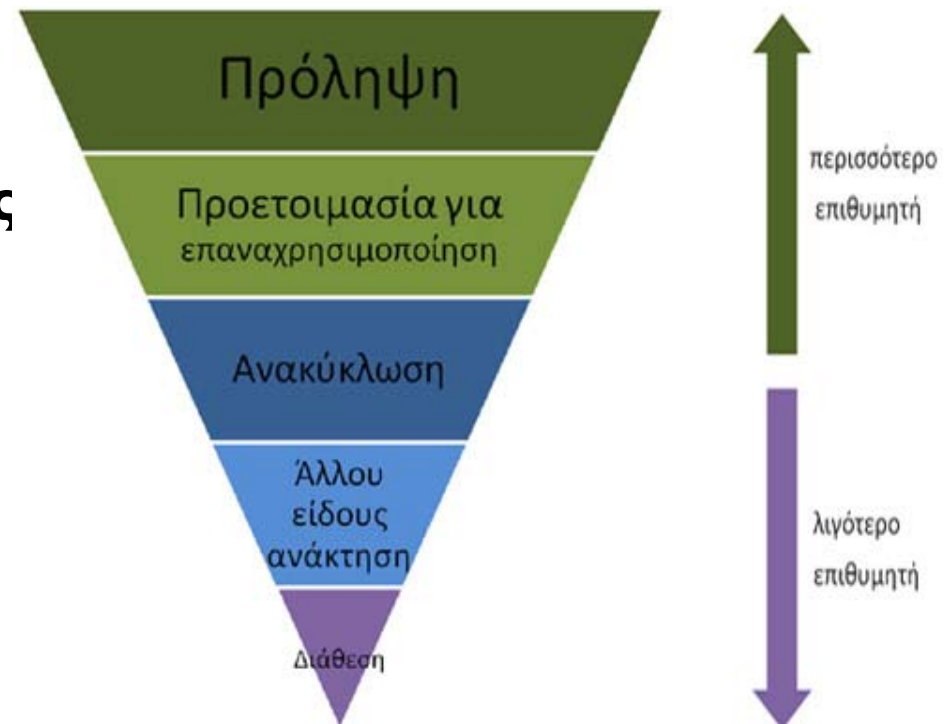 Πρόληψη
Προετοιμασία για
επαναχρησιμοποίηση
Ανακύκλωση
Άλλου
είδους
ανάκτηση
Διάθεση
περισσότερο
επιθυμητή
λιγότερο
επιθυμητή